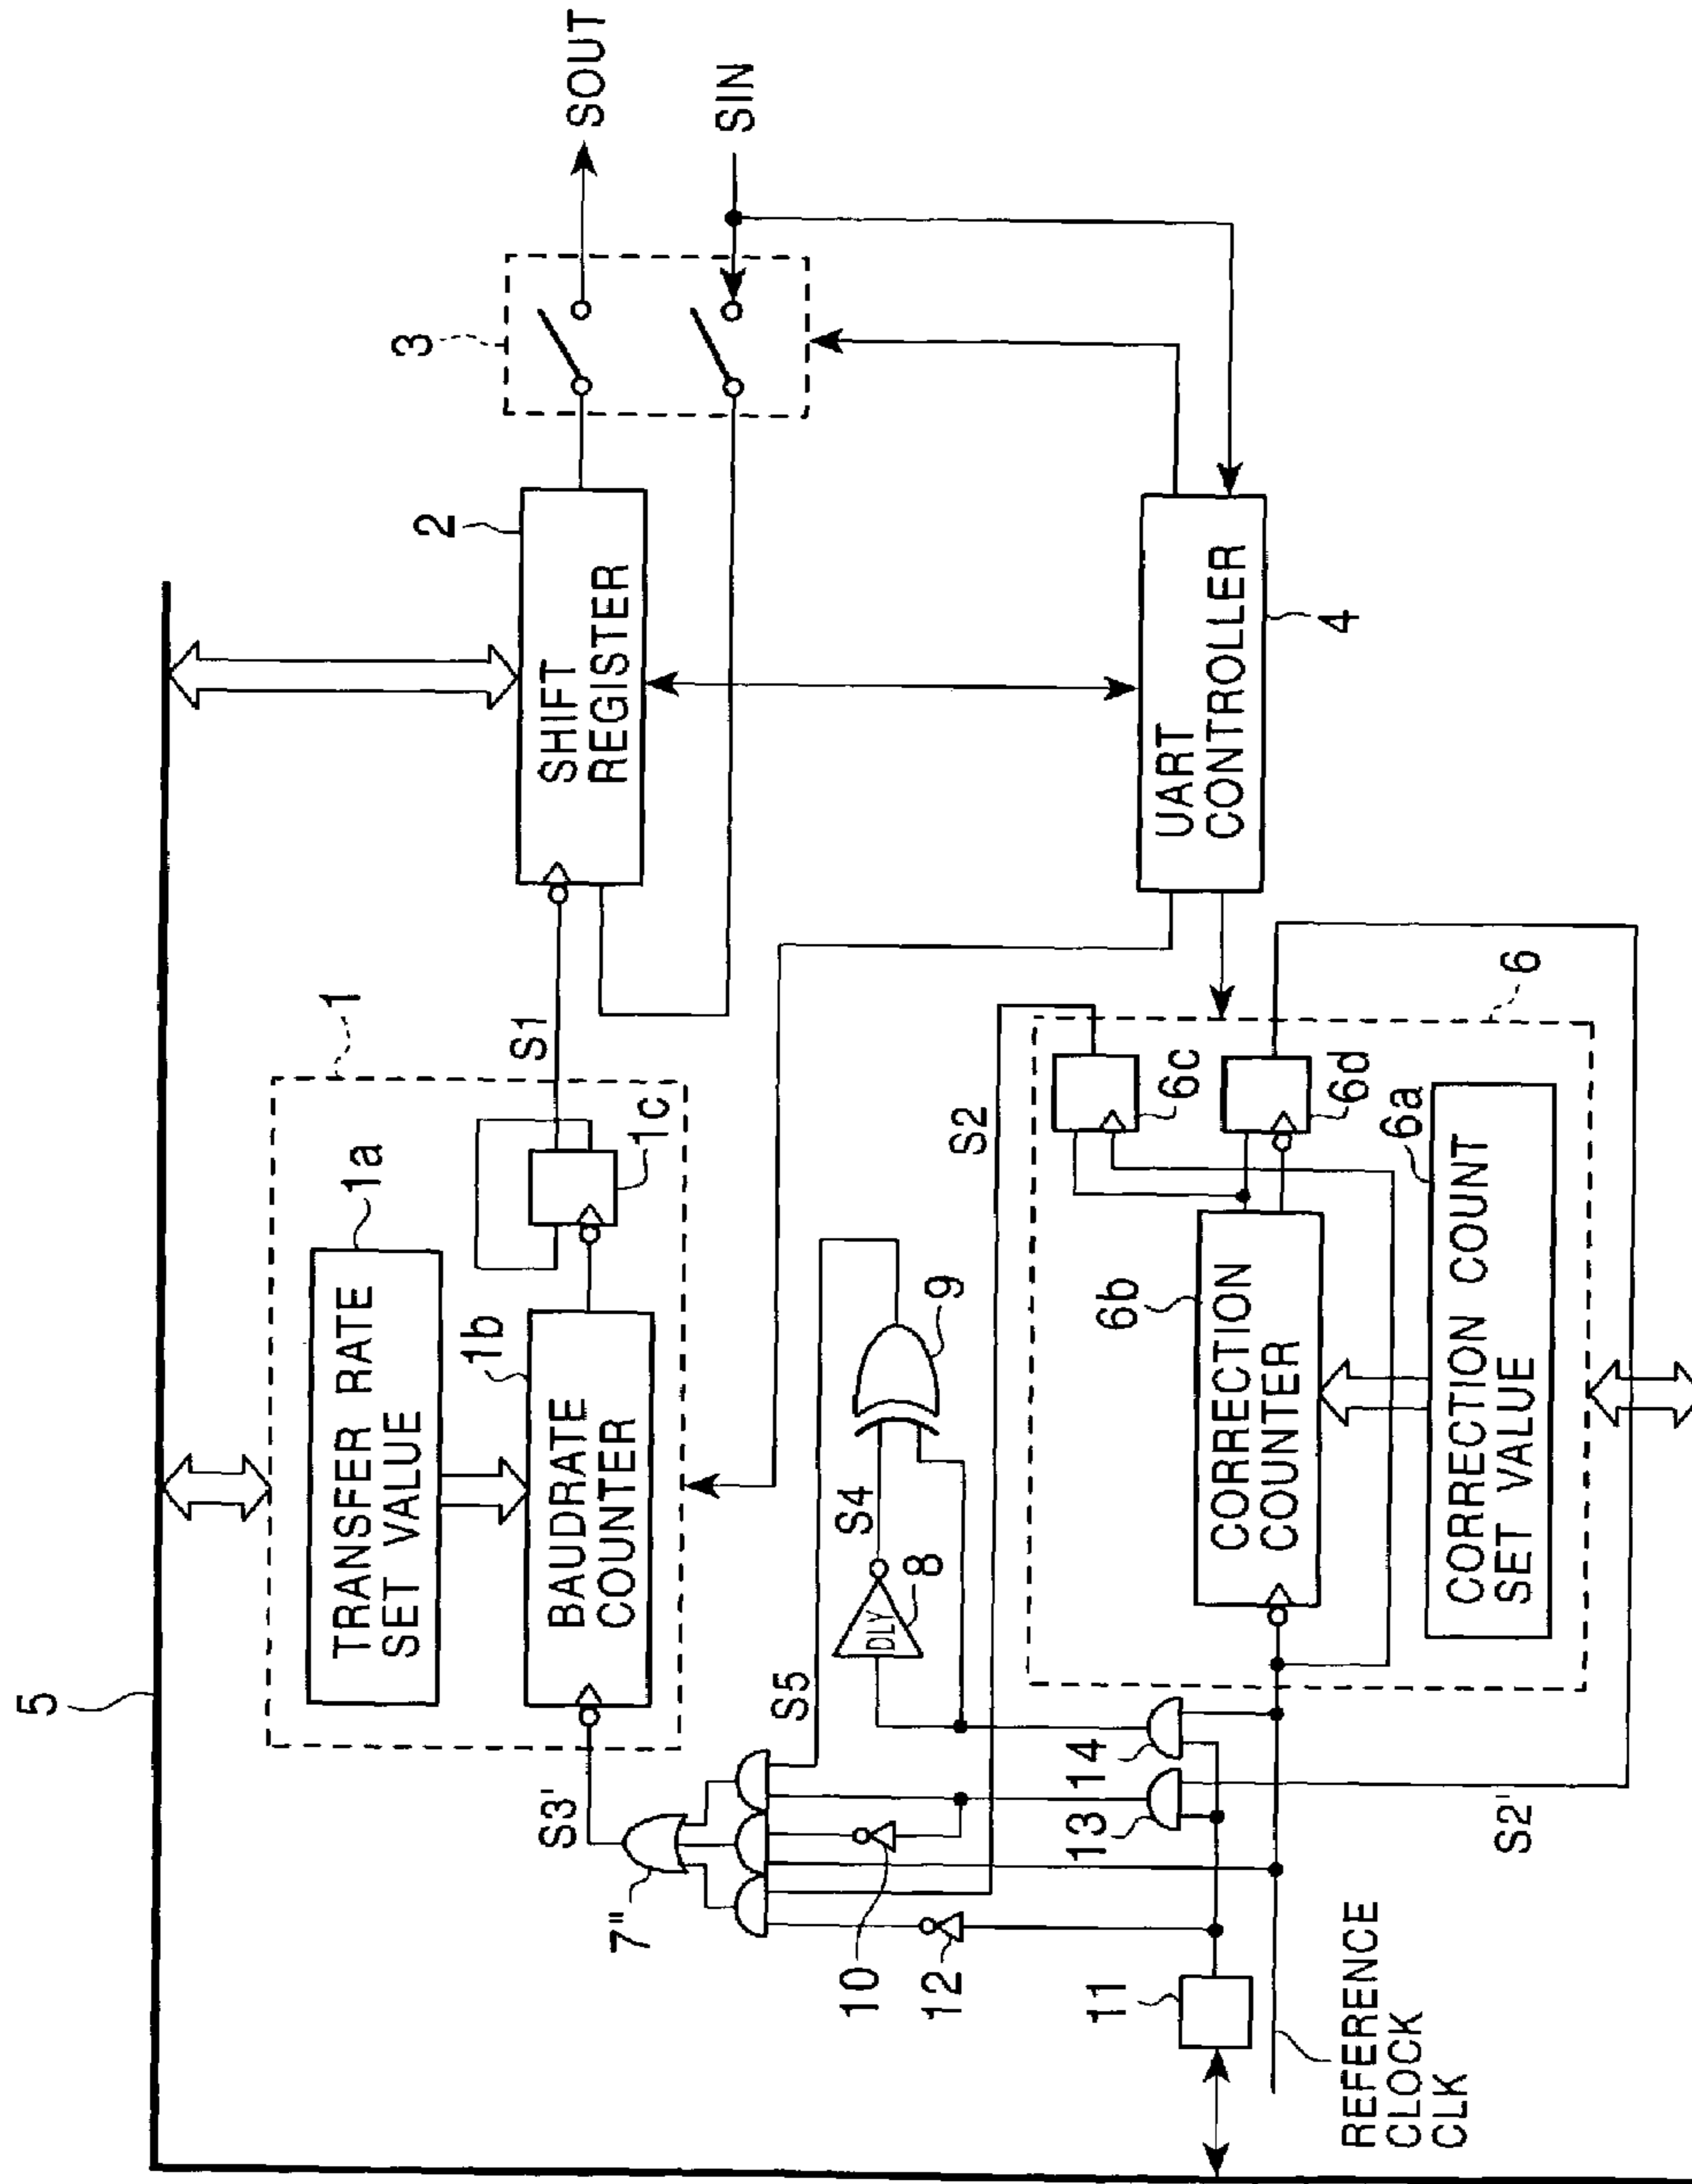 5
1
TRANSFER RATE
SET VALUE
1a
1b
BAUDRATE
COUNTER
1c
S1
2
SHIFT
REGISTER
3
SOUT
SIN
S3'
7"
S5
S4
DLY
8
9
S2
10
12
13
14
11
REFERENCE
CLOCK
CLK
S2'
6
6b
CORRECTION
COUNTER
6c
6d
6a
CORRECTION COUNT
SET VALUE
UART
CONTROLLER
4